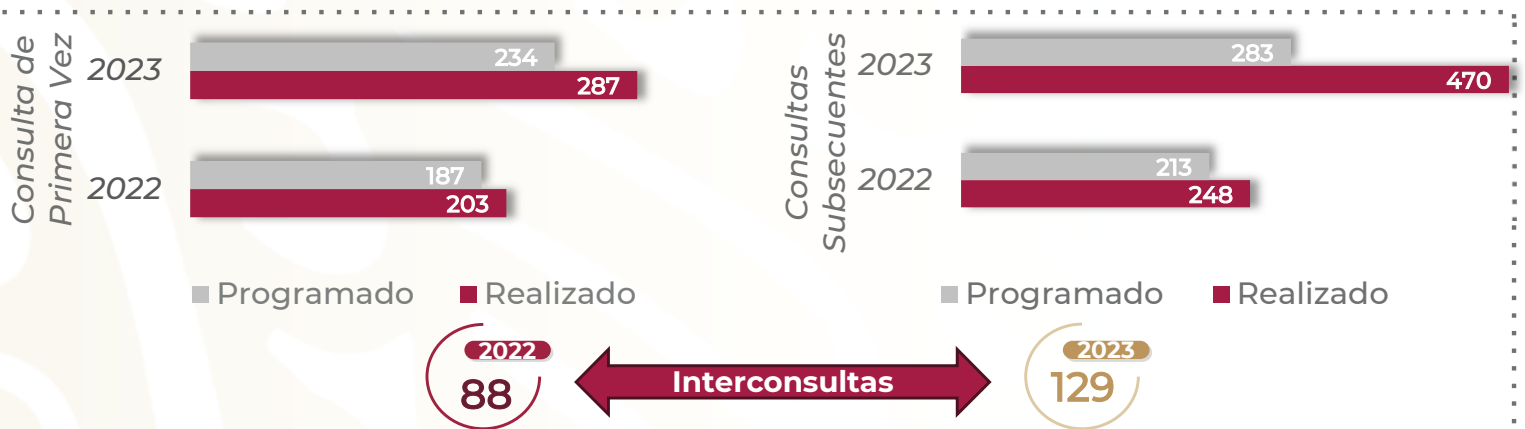 Consulta de
Primera Vez
2023
234
287
2022
187
203
Programado
Realizado
Consultas
Subsecuentes
2023
283
470
2022
213
248
Programado
Realizado
2022
88
Interconsultas
2023
129